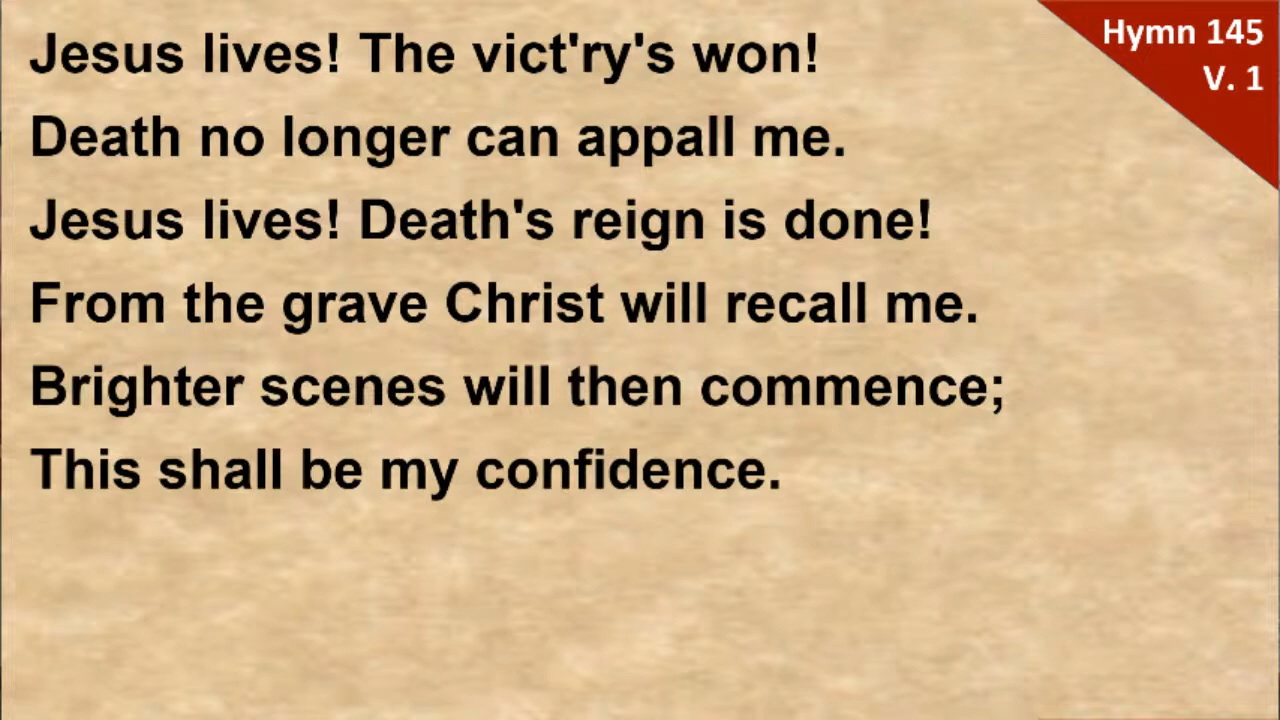 Jesus lives! The vict'ry's won!
Death no longer can appall me.
Jesus lives! Death's reign is done!
From the grave Christ will recall me.
Brighter scenes will then commence;
This shall be my confidence.
Hymn 145
V. 1